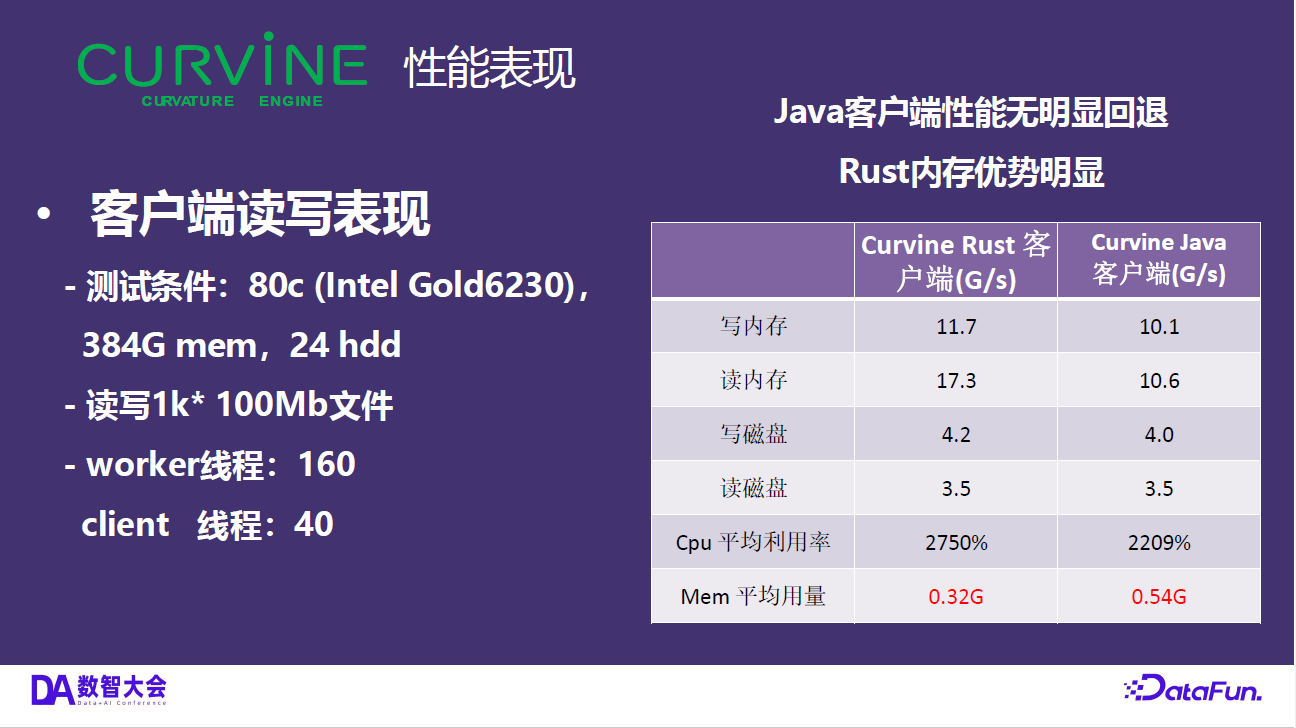 CURVINE 性能表现
CURVATURE ENGINE
Java客户端性能无明显回退
Rust内存优势明显
• 客户端读写表现
- 测试条件：80c (Intel Gold6230)，
384G mem，24 hdd
- 读写1k* 100Mb文件
- worker线程：160
client 线程：40
Curvine Rust 客
户端(G/s)
Curvine Java
客户端(G/s)
写内存 11.7 10.1
读内存 17.3 10.6
写磁盘 4.2 4.0
读磁盘 3.5 3.5
Cpu 平均利用率 2750% 2209%
Mem 平均用量 0.32G 0.54G
DA 数智大会
Data+AI Conference
DataFun.